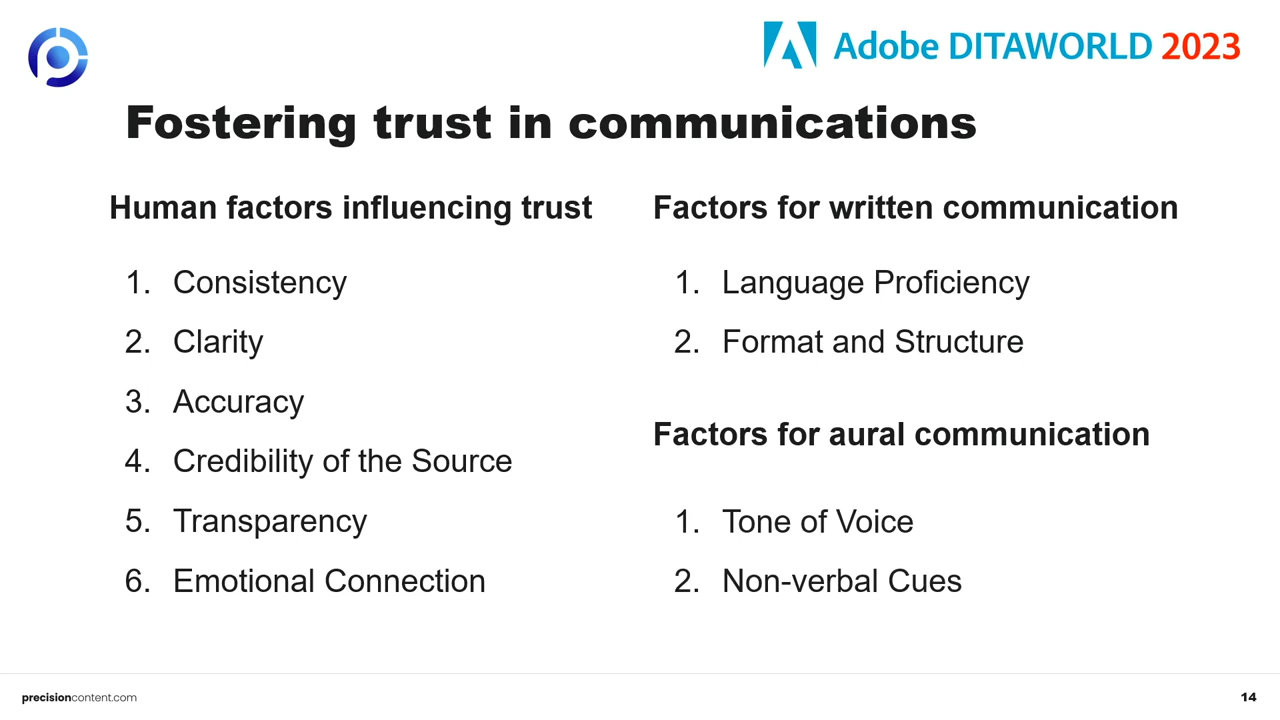 Adobe DITAWORLD 2023
Fostering trust in communications
Human factors influencing trust
1. Consistency
2. Clarity
3. Accuracy
4. Credibility of the Source
5. Transparency
6. Emotional Connection
Factors for written communication
1. Language Proficiency
2. Format and Structure
Factors for aural communication
1. Tone of Voice
2. Non-verbal Cues
precisioncontent.com
14